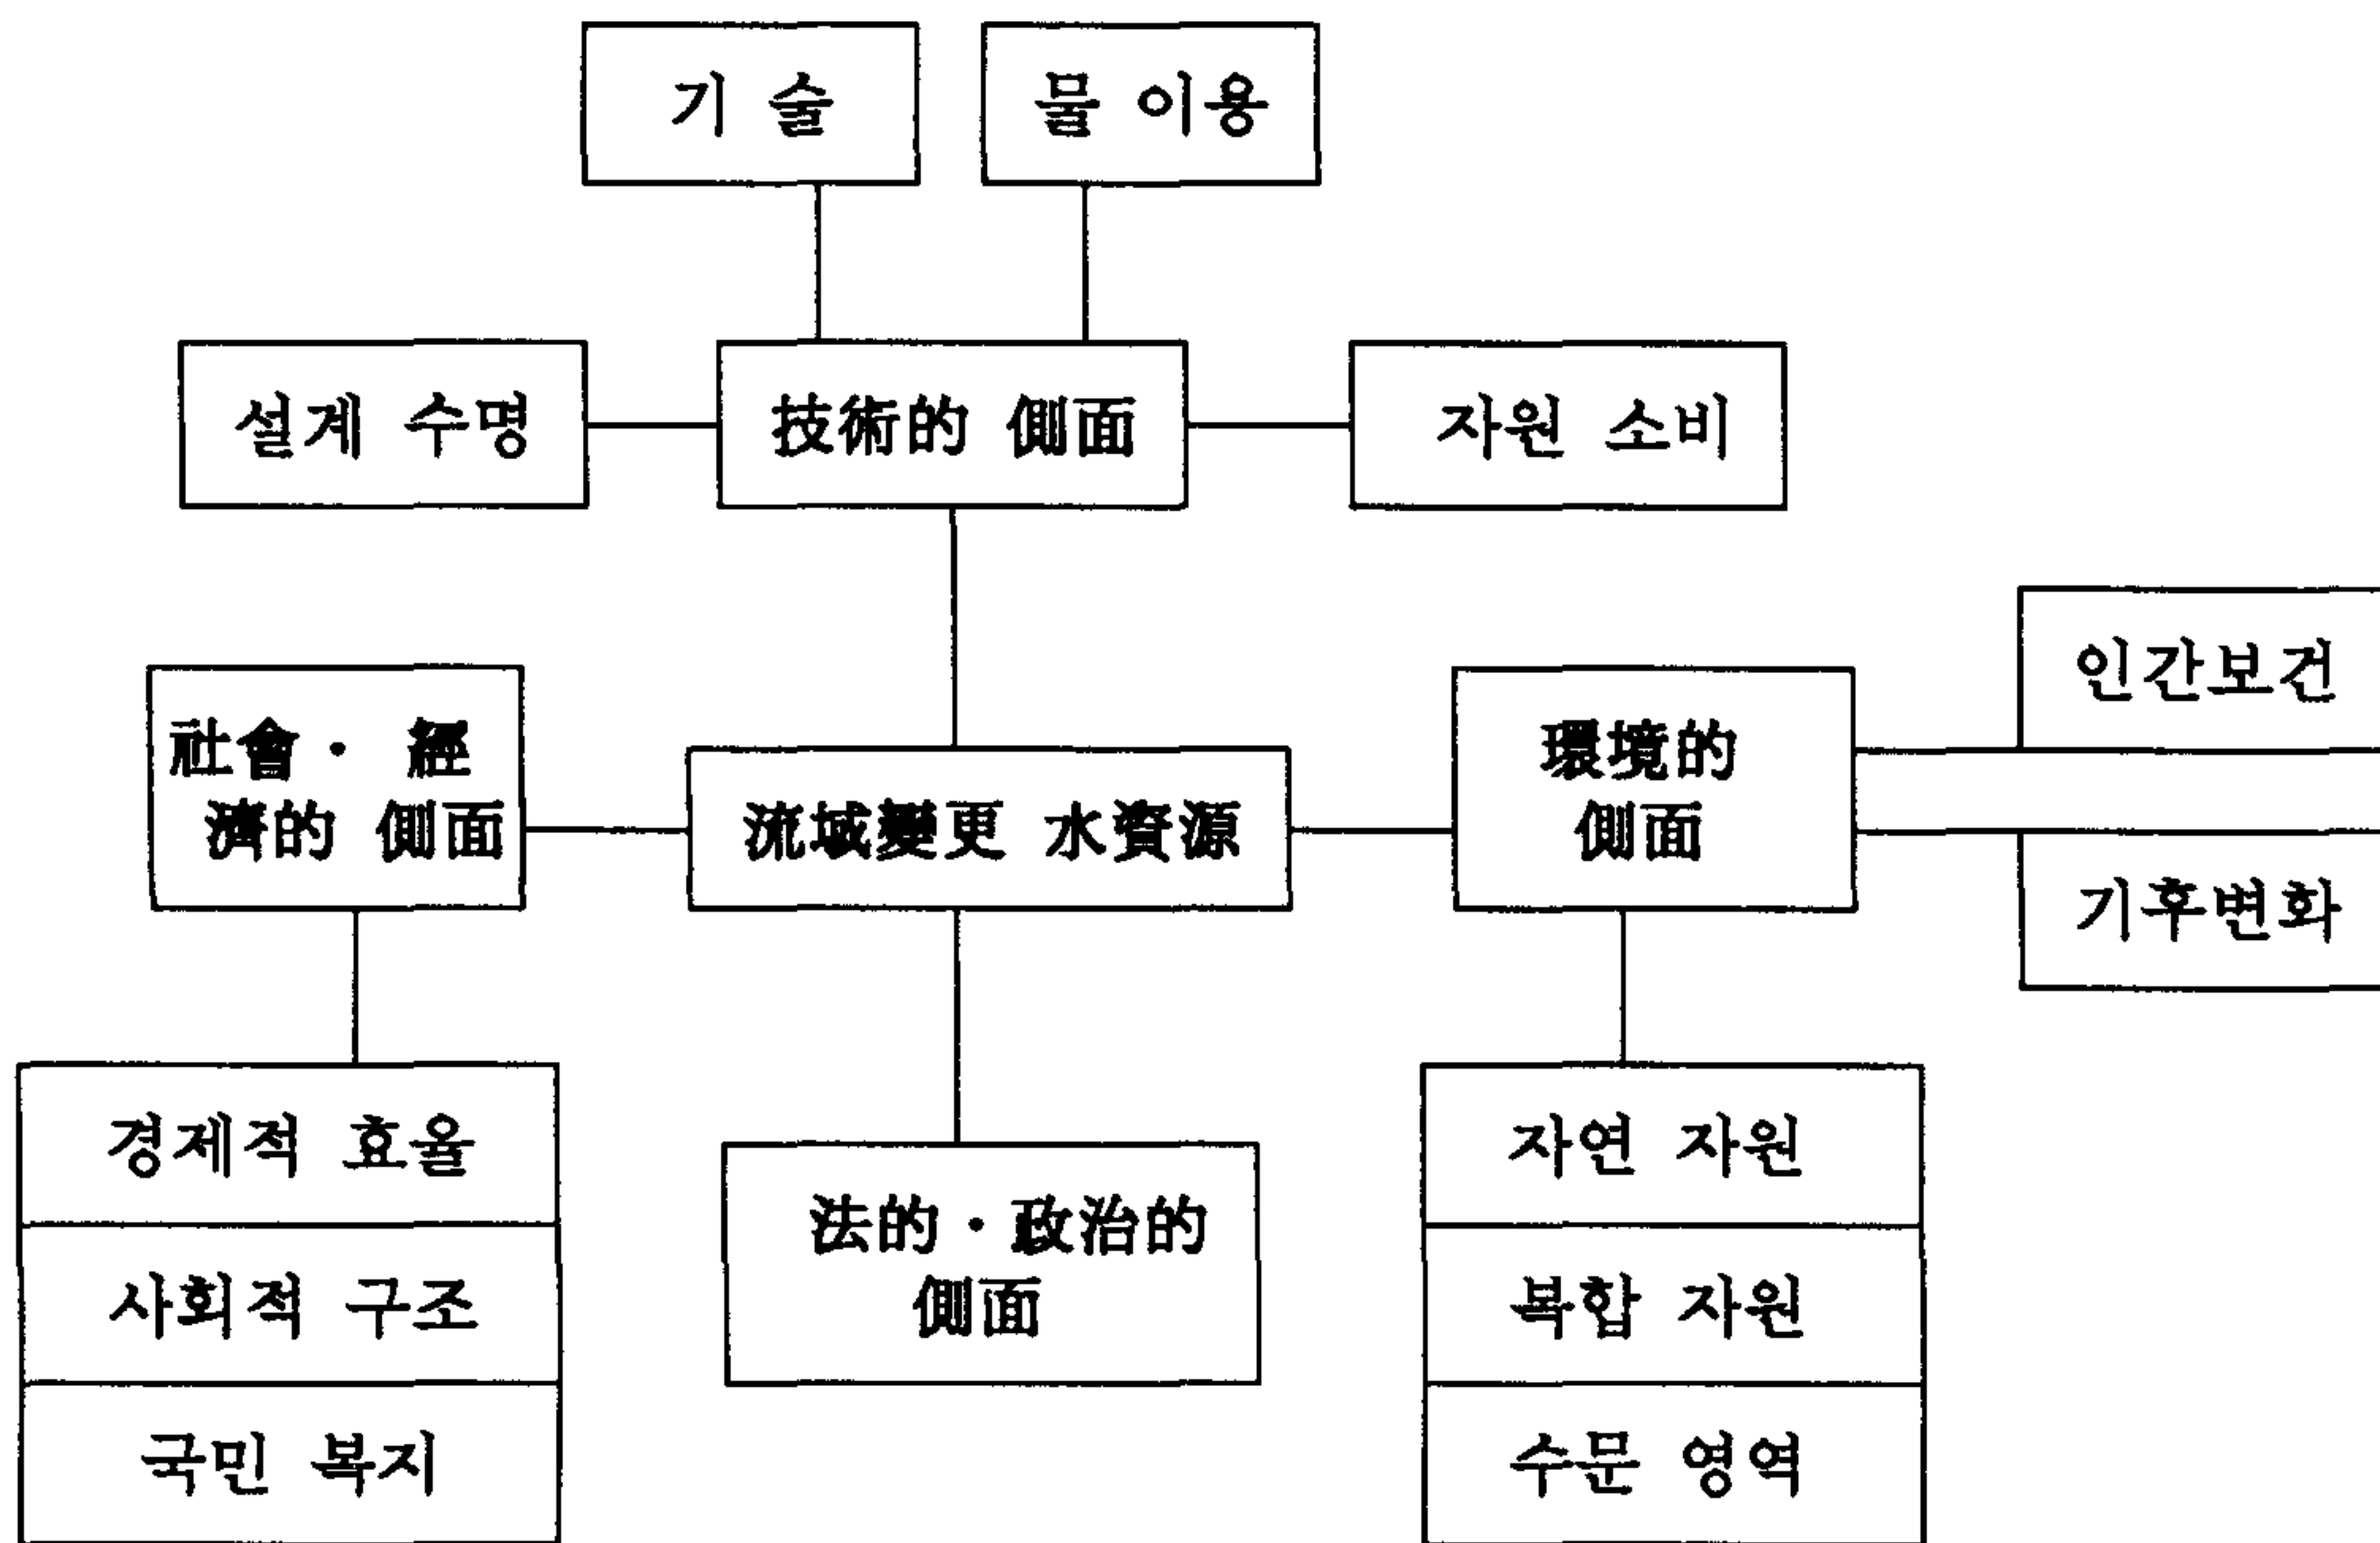 기 술
물 이용
설계 수명
技術的 側面
자원 소비
인간보건
社會· 經
濟的 側面
流域變更 水資源
環境的
側面
기후변화
경제적 효율
사회적 구조
국민 복지
法的·政治的
側面
자연 자원
복합 자원
수문 영역